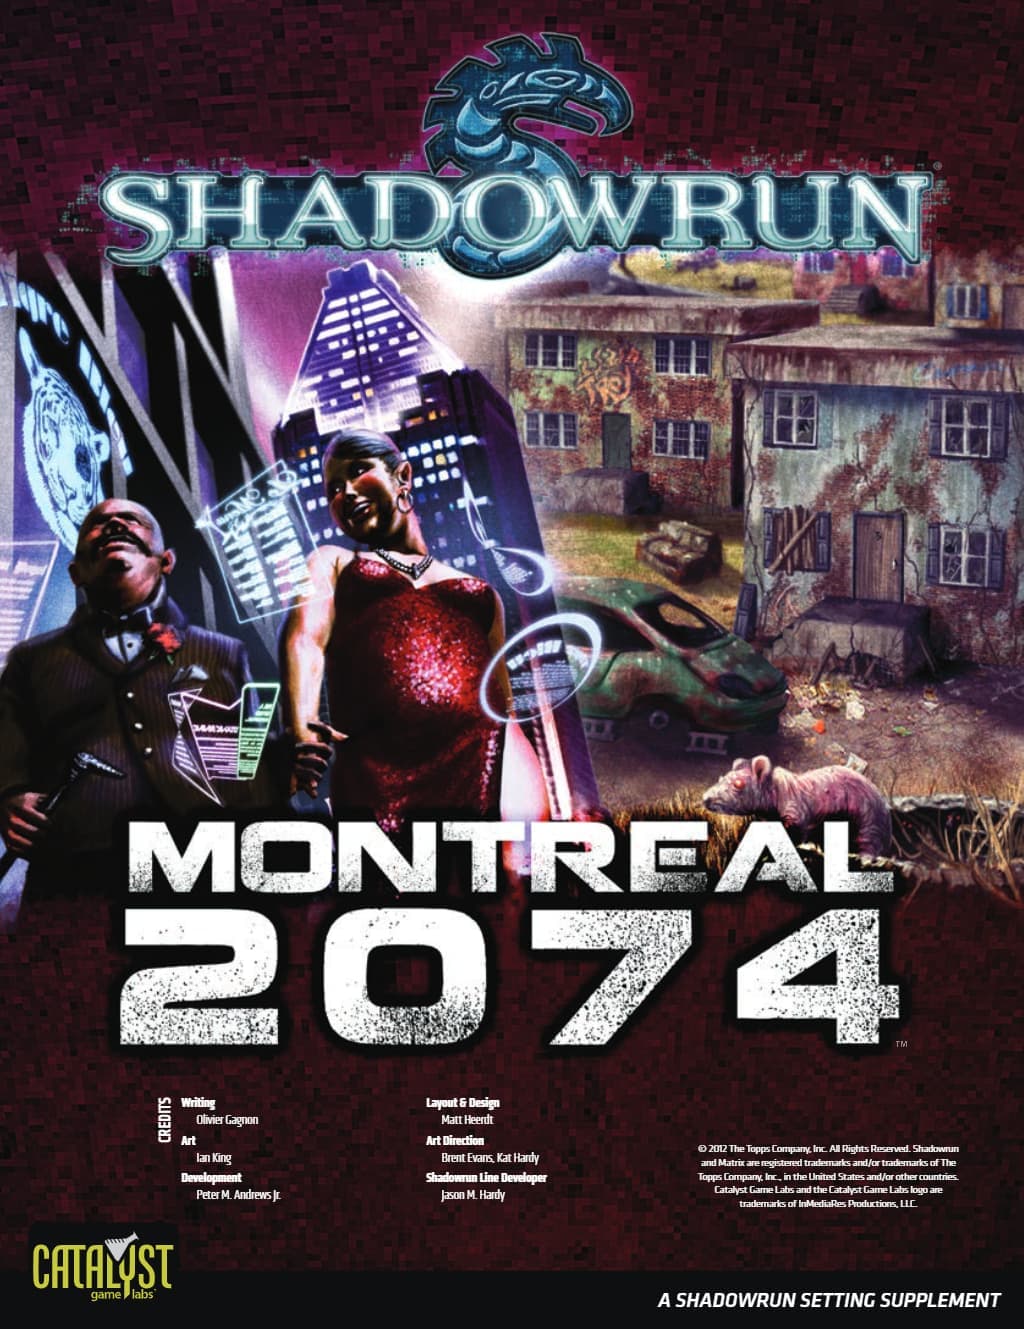 SHADOWRUN
®
MONTREAL
2074
TM
CREDITS
Writing
Olivier Gagnon
Art
Ian King
Development
Peter M. Andrews Jr.
Layout & Design
Matt Heerdt
Art Direction
Brent Evans, Kat Hardy
Shadowrun Line Developer
Jason M. Hardy
© 2012 The Topps Company, Inc. All Rights Reserved. Shadowrun
and Matrix are registered trademarks and/or trademarks of The
Topps Company, Inc., in the United States and/or other countries.
Catalyst Game Labs and the Catalyst Game Labs logo are
trademarks of InMediaRes Productions, LLC.
CATALYST
game labs
A SHADOWRUN SETTING SUPPLEMENT